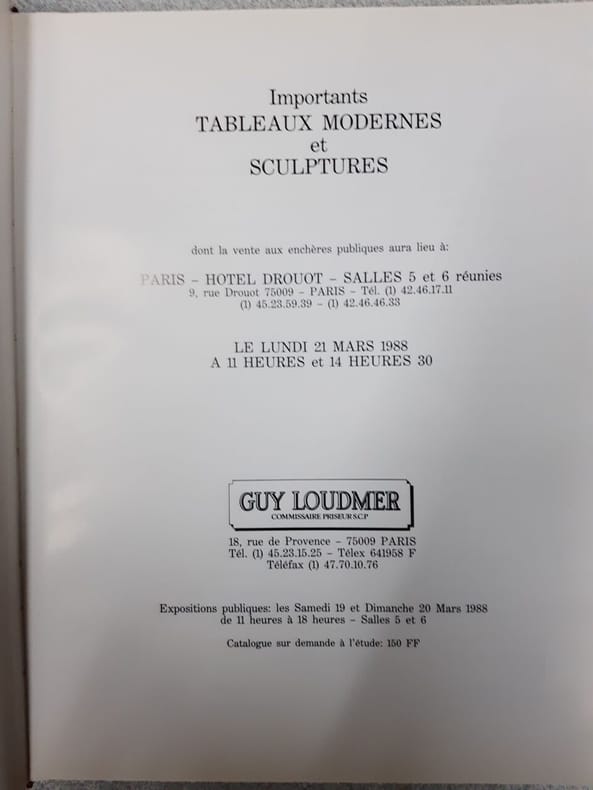 Importants
TABLEAUX MODERNES
et
SCULPTURES
dont la vente aux enchères publiques aura lieu à:
PARIS – HOTEL DROUOT – SALLES 5 et 6 réunies
9, rue Drouot 75009 – PARIS – Tél. (1) 42.46.17.11
(1) 45.23.59.39 – (1) 42.46.46.33
LE LUNDI 21 MARS 1988
A 11 HEURES et 14 HEURES 30
GUY LOUDMER
COMMISSAIRE PRISEUR S.C.P
18, rue de Provence – 75009 PARIS
Tél. (1) 45.23.15.25 – Télex 641958 F
Téléfax (1) 47.70.10.76
Expositions publiques: les Samedi 19 et Dimanche 20 Mars 1988
de 11 heures à 18 heures – Salles 5 et 6
Catalogue sur demande à l'étude: 150 FF